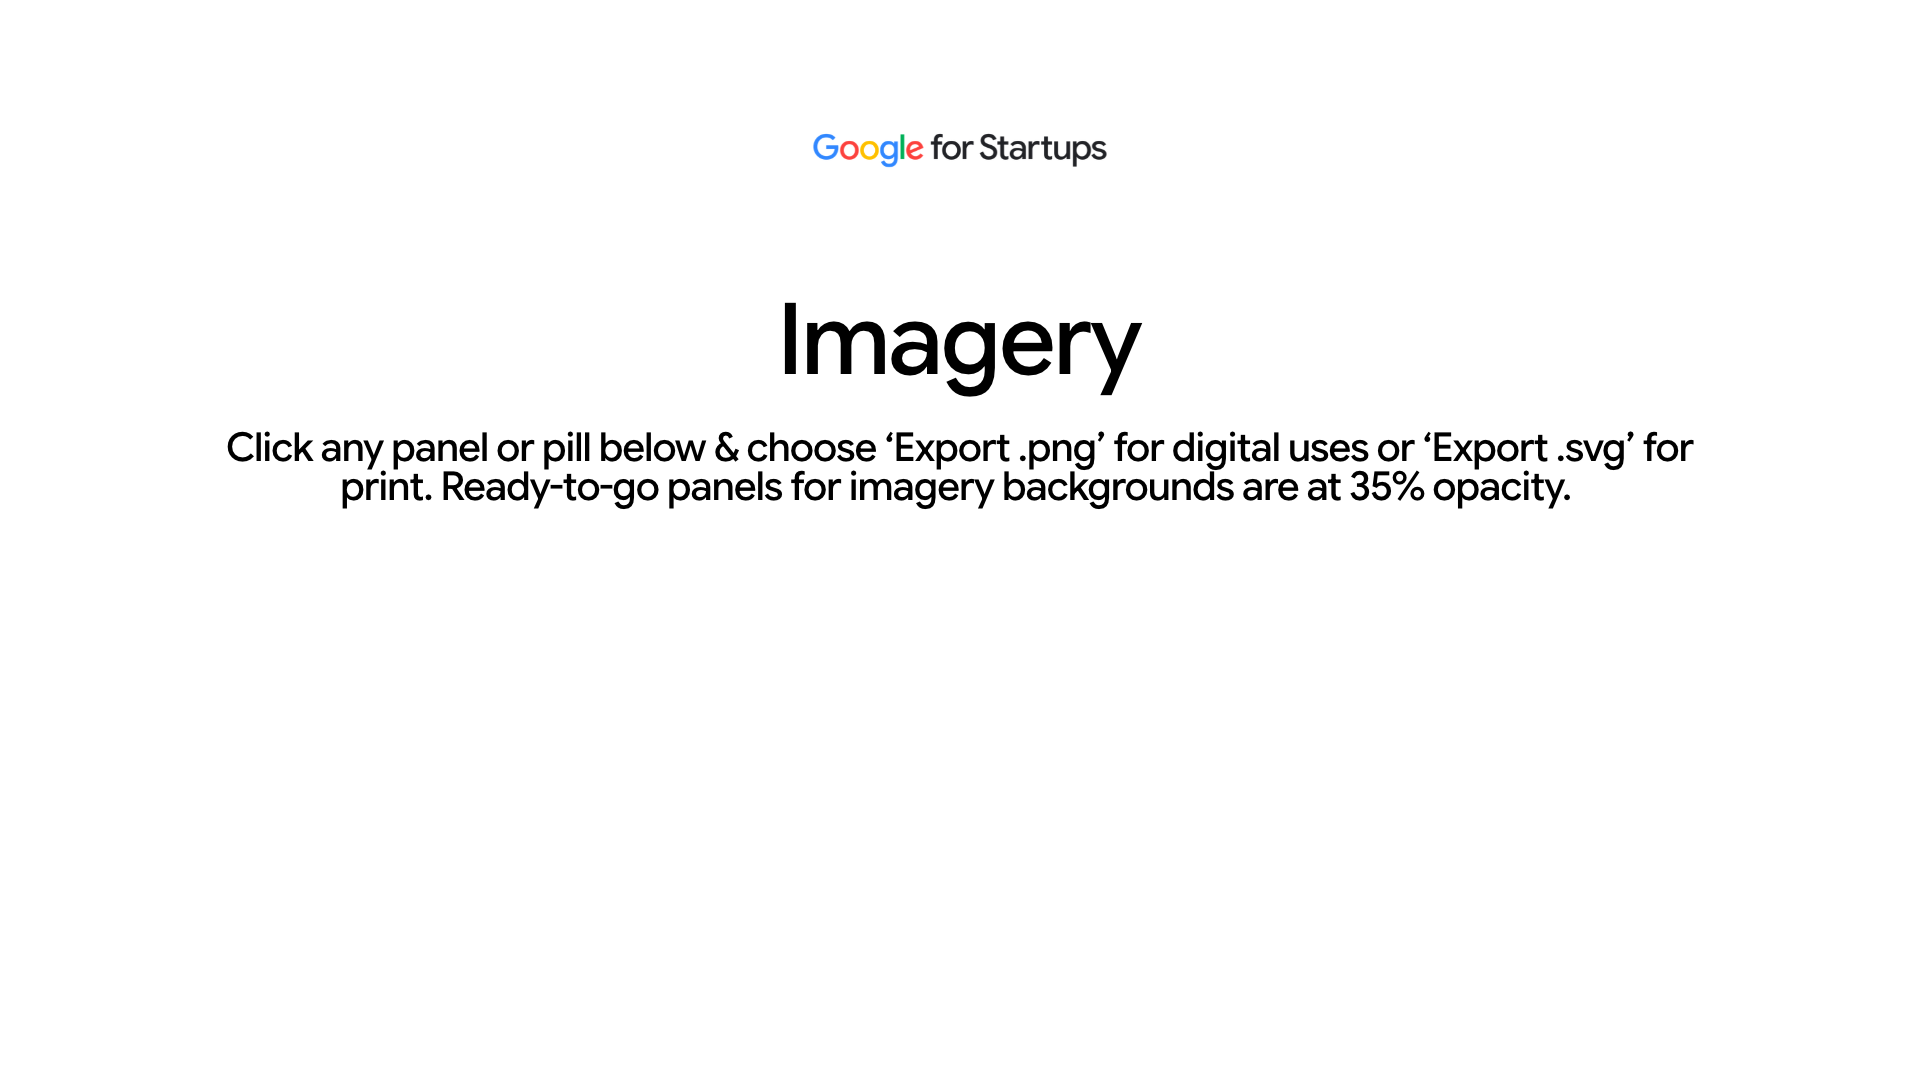 Google for Startups
Imagery
Click any panel or pill below & choose ‘Export .png’ for digital uses or ‘Export .svg’ for
print. Ready-to-go panels for imagery backgrounds are at 35% opacity.